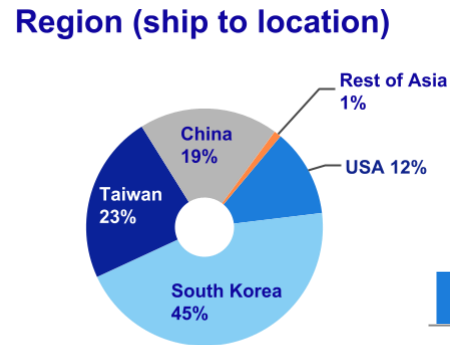 Region (ship to location)
Rest of Asia
1%
China
19%
USA 12%
Taiwan
23%
South Korea
45%